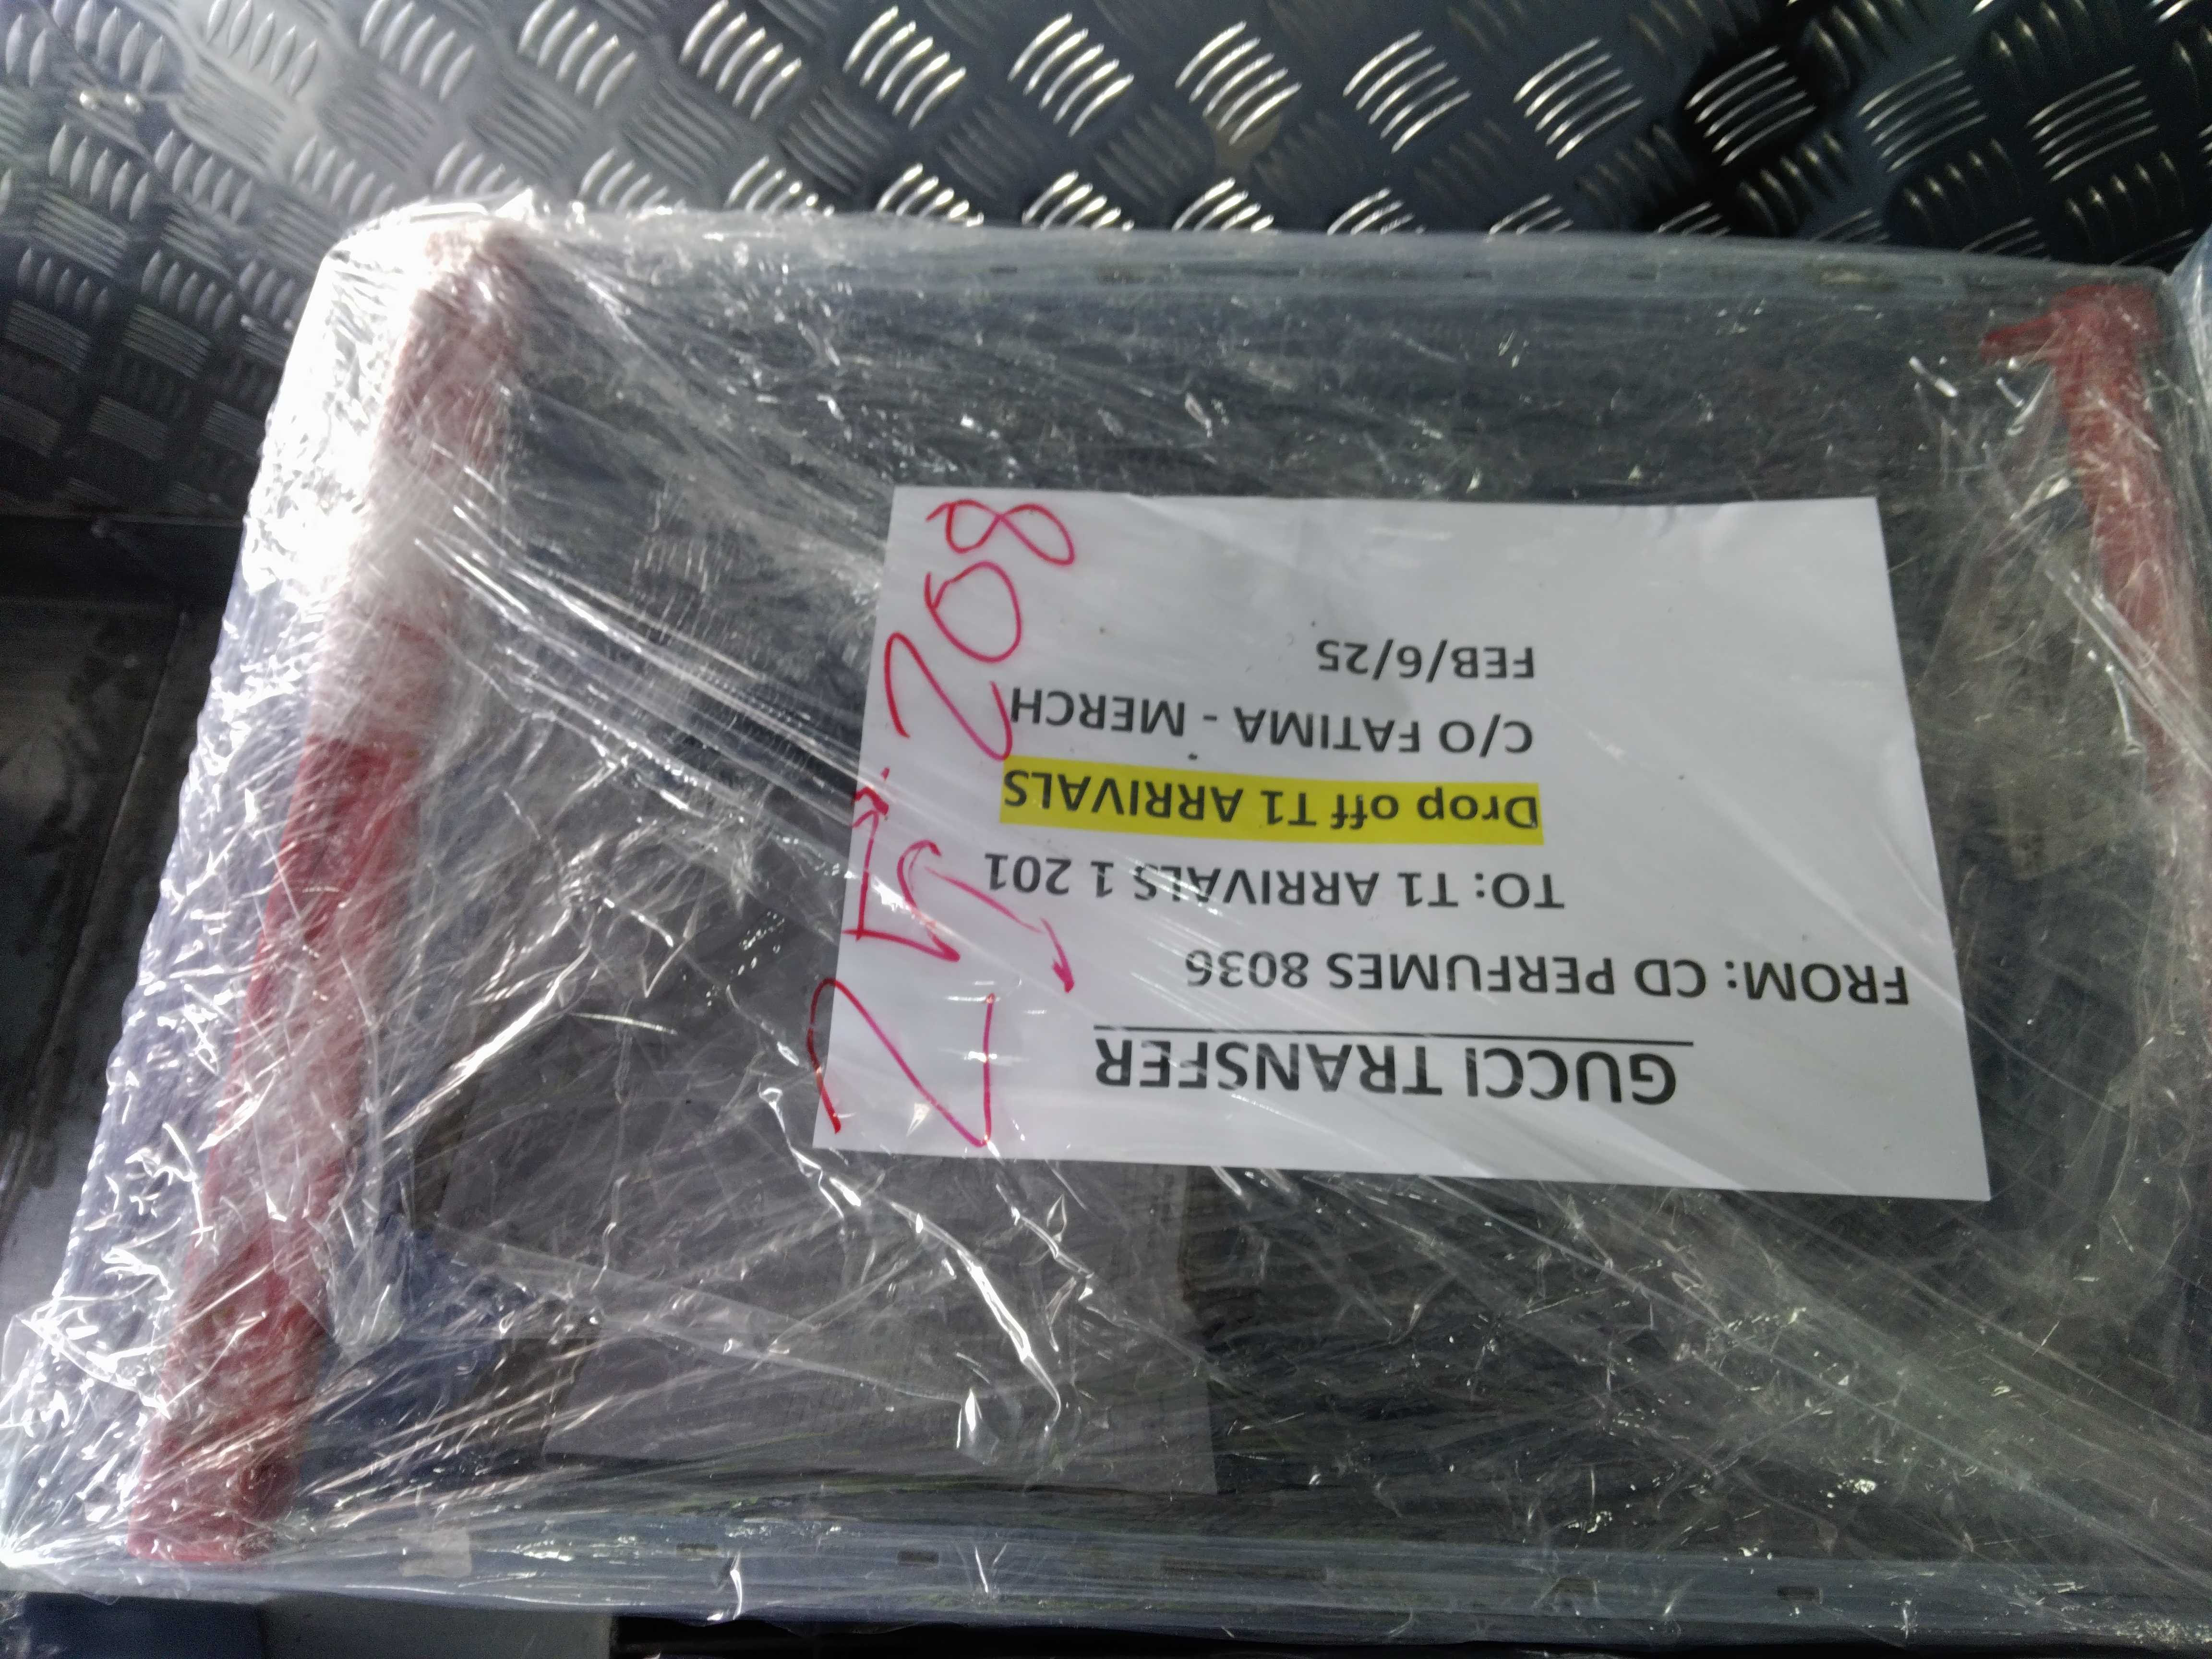 GUCCI TRANSFER
FROM: CD PERFUMES 8036
TO: T1 ARRIVALS 1 201
Drop off T1 ARRIVALS
C/O FATIMA - MERCH
FEB/6/25
208